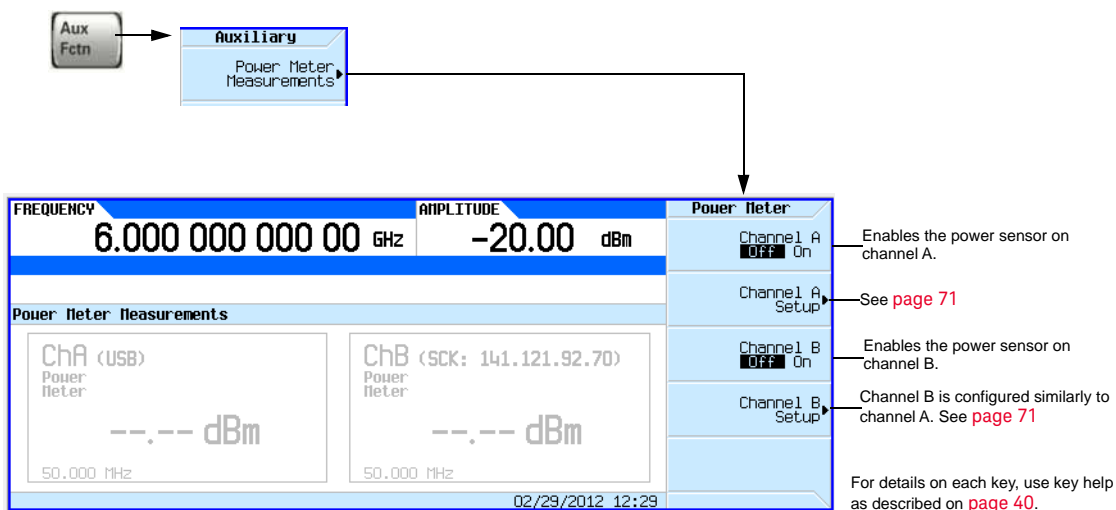 Aux
Fctn
Auxiliary
Power Meter
Measurements
FREQUENCY
6.000 000 000 00 GHz
AMPLITUDE
-20.00 dBm
Power Meter Measurements
ChA (USB)
Power
Meter
--.-- dBm
50.000 MHz
ChB (SCK: 141.121.92.70)
Power
Meter
--.-- dBm
50.000 MHz
02/29/2012 12:29
Power Meter
Channel A
Off On
Enables the power sensor on
channel A.
Channel A
Setup
See page 71
Channel B
Off On
Enables the power sensor on
channel B.
Channel B
Setup
Channel B is configured similarly to
channel A. See page 71
For details on each key, use key help
as described on page 40.